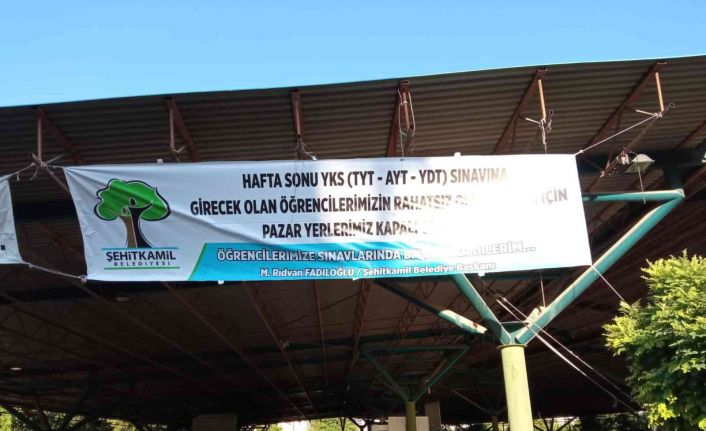 HAFTA SONU YKS (TYT - AYT - YDT) SINAVINA
GİRECEK OLAN ÖĞRENCİLERİMİZİN RAHATSIZ İÇİN
PAZAR YERLERİMİZ KAPALI
ÖĞRENCİLERİMİZE SINAVLARINDA
M. Rıdvan FADILOĞLU / Şehitkamil Belediye Başkanı
ŞEHİTKAMİL
BELEDİYESİ